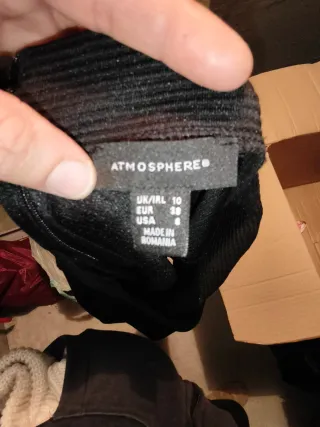 ATMOSPHERE®
UK/IRL 10
EUR 38
USA 6
MADE IN
ROMANIA